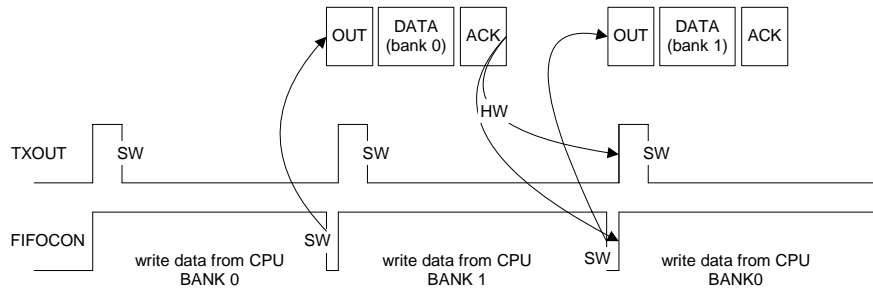 OUT DATA (bank 0) ACK OUT DATA (bank 1) ACK
HW
TXOUT SW SW SW
FIFOCON SW SW
write data from CPU BANK 0
write data from CPU BANK 1
write data from CPU BANK0